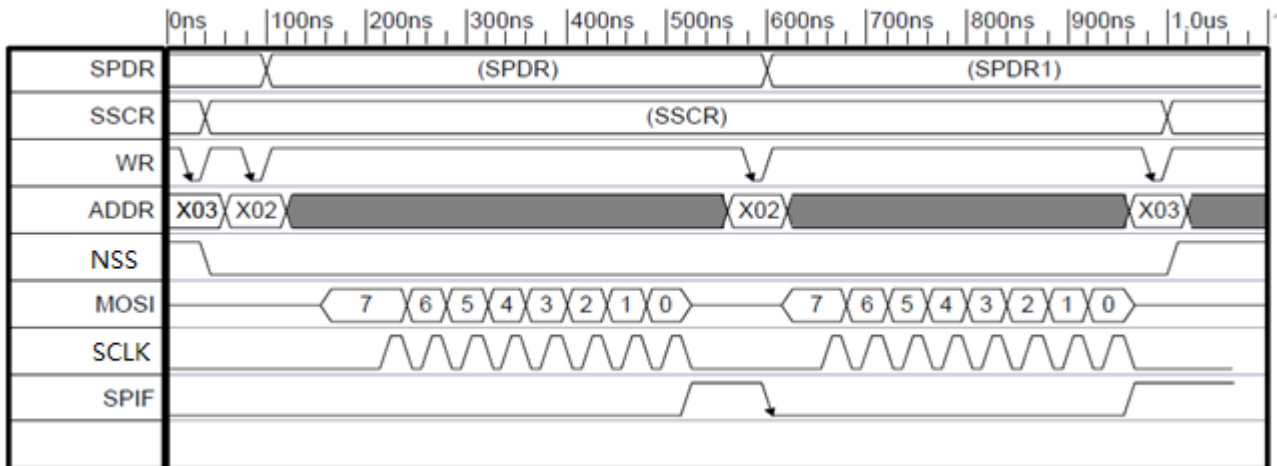 0ns 100ns 200ns 300ns 400ns 500ns 600ns 700ns 800ns 900ns 1.0us
SPDR (SPDR) (SPDR1)
SSCR (SSCR)
WR
ADDR X03 X02 X02 X03
NSS
MOSI 7 6 5 4 3 2 1 0 7 6 5 4 3 2 1 0
SCLK
SPIF